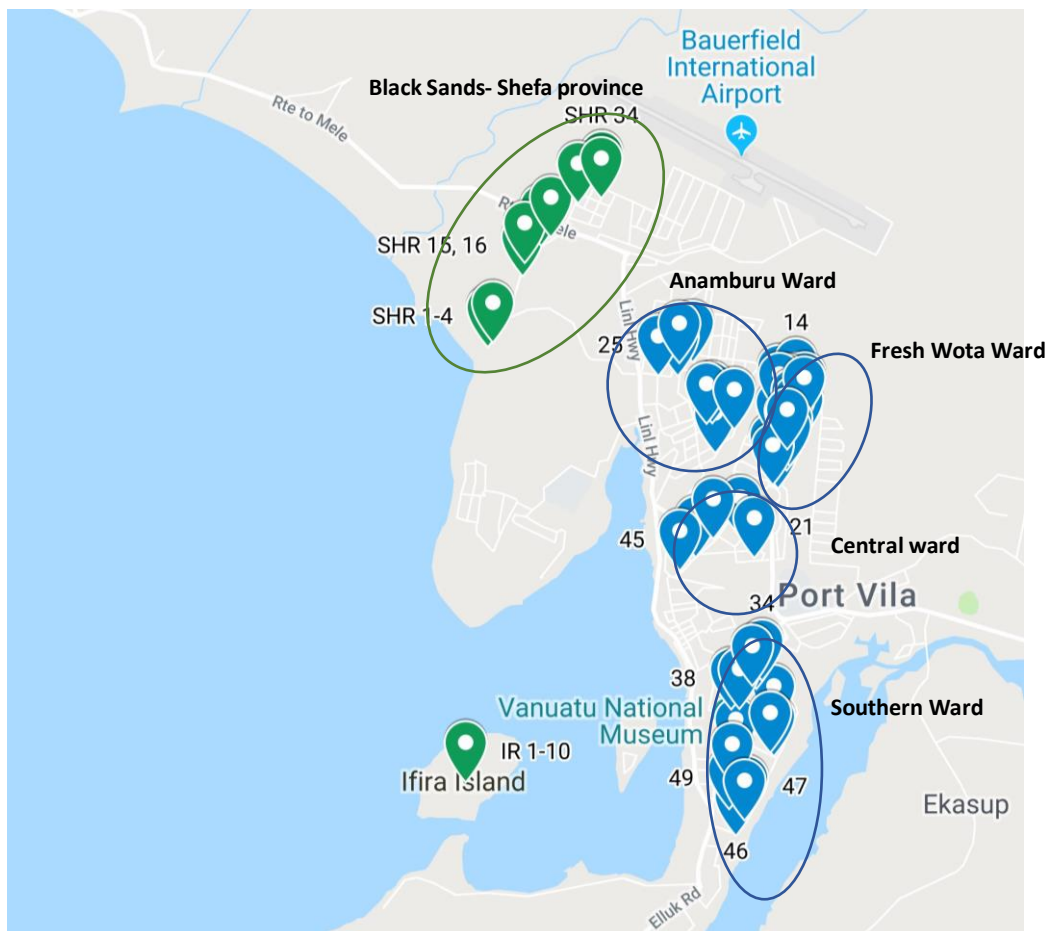 Bauerfield
International
Airport
Black Sands- Shefa province
Rte to Mele
SHR 34
SHR 15, 16
Anamburu Ward
SHR 1-4
Linl Hwy
25
14
Fresh Wota Ward
Linl Hwy
45
21
Central ward
34
Port Vila
38
Vanuatu National
Museum
Southern Ward
IR 1-10
Ifira Island
49
47
Ekasup
46
Elluk Rd